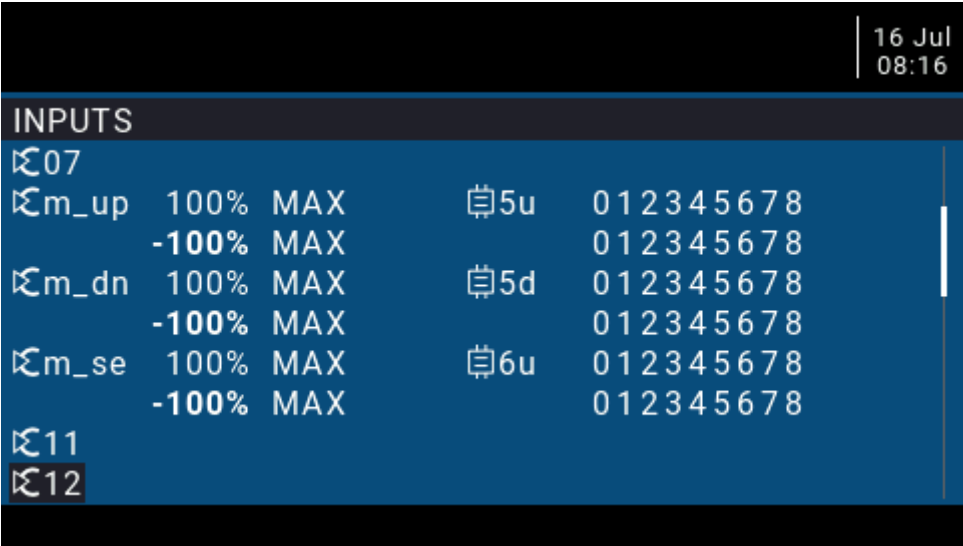 16 Jul
08:16
INPUTS
07
m_up 100% MAX 5u 012345678
-100% MAX 012345678
m_dn 100% MAX 5d 012345678
-100% MAX 012345678
m_se 100% MAX 6u 012345678
-100% MAX 012345678
11
12